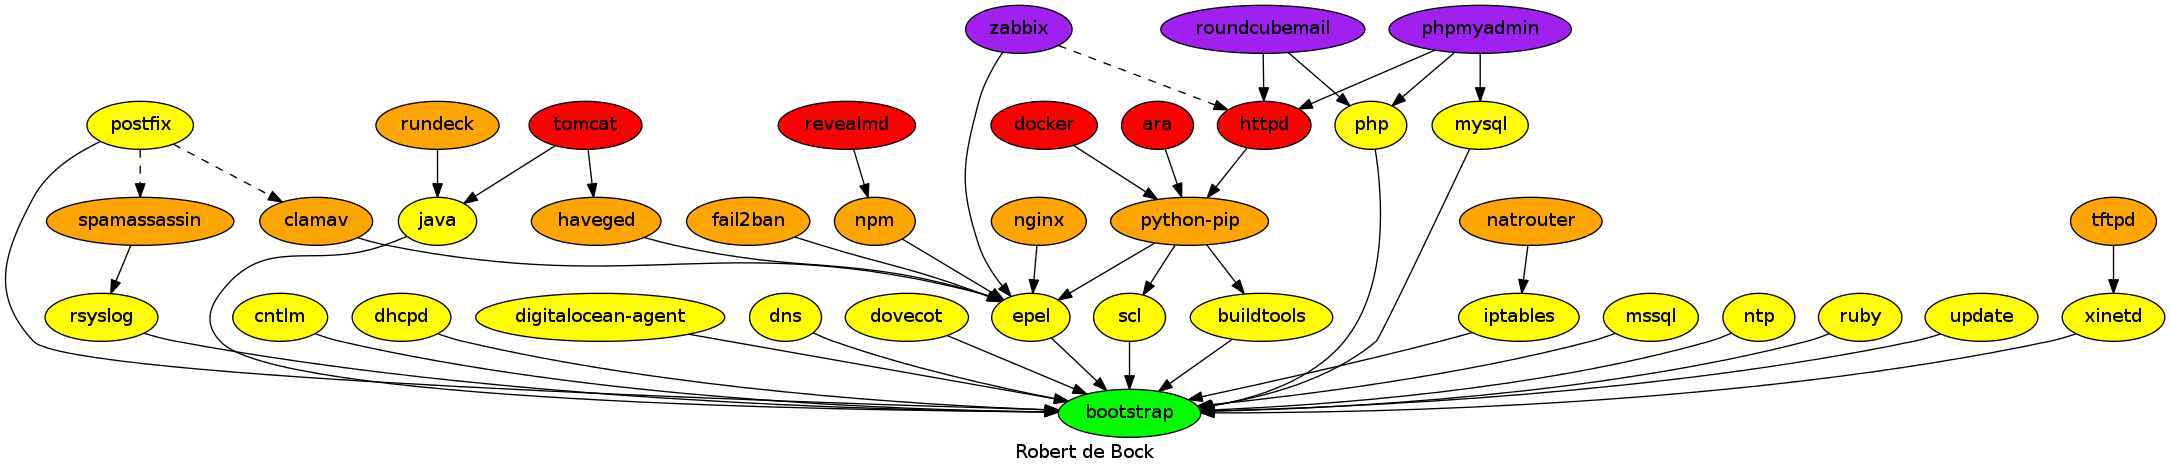 zabbix
roundcubemail
phpmyadmin
postfix
rundeck
tomcat
revealmd
docker
ara
httpd
php
mysql
spamassassin
clamav
java
haveged
fail2ban
npm
nginx
python-pip
natrouter
tftpd
rsyslog
cntlm
dhcpd
digitalocean-agent
dns
dovecot
epel
scl
buildtools
iptables
mssql
ntp
ruby
update
xinetd
bootstrap
Robert de Bock